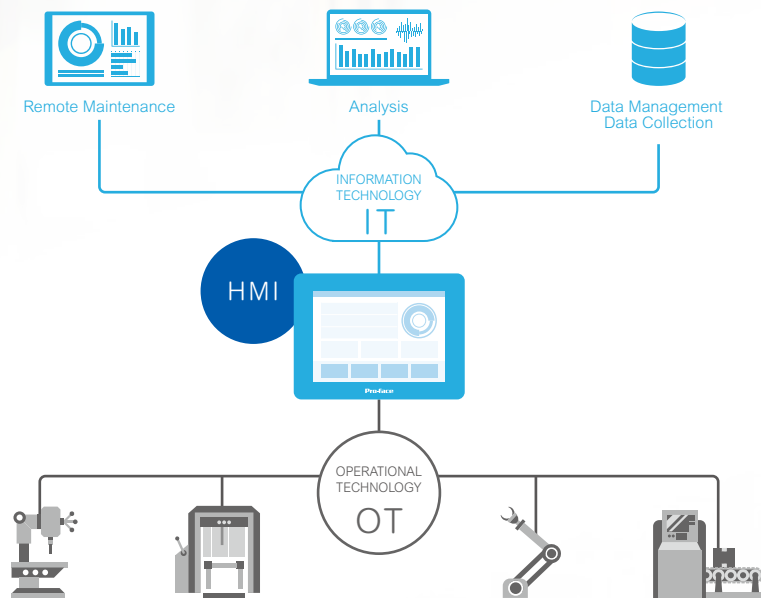 Remote Maintenance
Analysis
Data Management
Data Collection
INFORMATION
TECHNOLOGY
IT
HMI
Pro-face
OPERATIONAL
TECHNOLOGY
OT